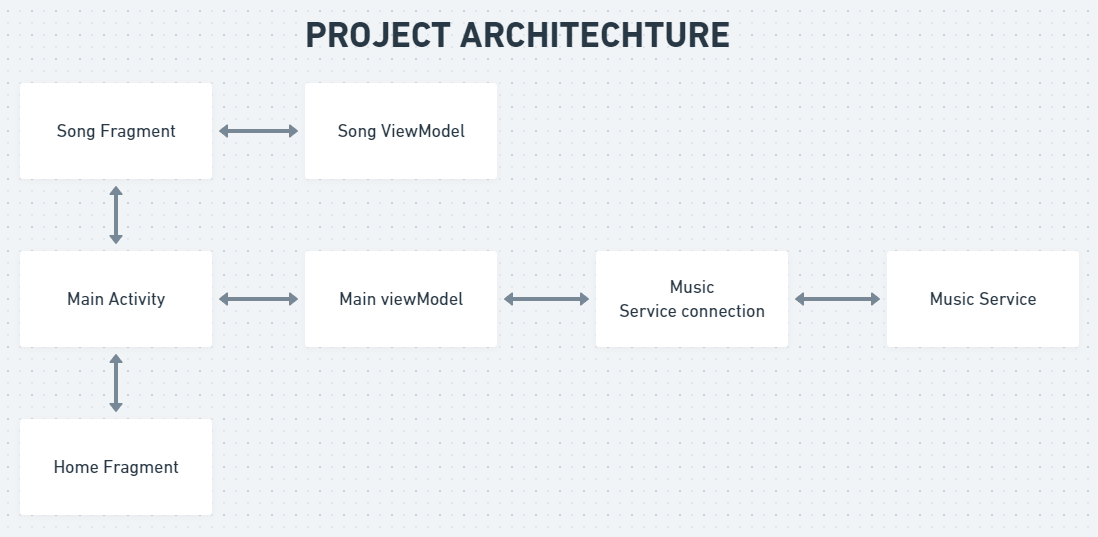 PROJECT ARCHITECHTURE
Song Fragment
Song ViewModel
Main Activity
Main viewModel
Music
Service connection
Music Service
Home Fragment